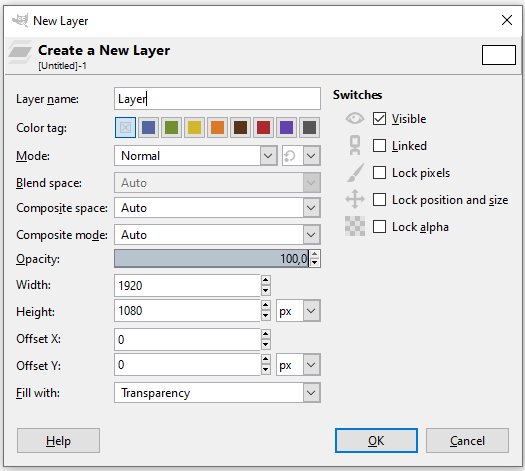 New Layer
Create a New Layer
[Untitled]-1
Layer name: Layer
Color tag:
Mode: Normal
Blend space: Auto
Composite space: Auto
Composite mode: Auto
Opacity: 100,0
Width: 1920
Height: 1080 px
Offset X: 0
Offset Y: 0 px
Fill with: Transparency
Switches
Visible
Linked
Lock pixels
Lock position and size
Lock alpha
Help OK Cancel